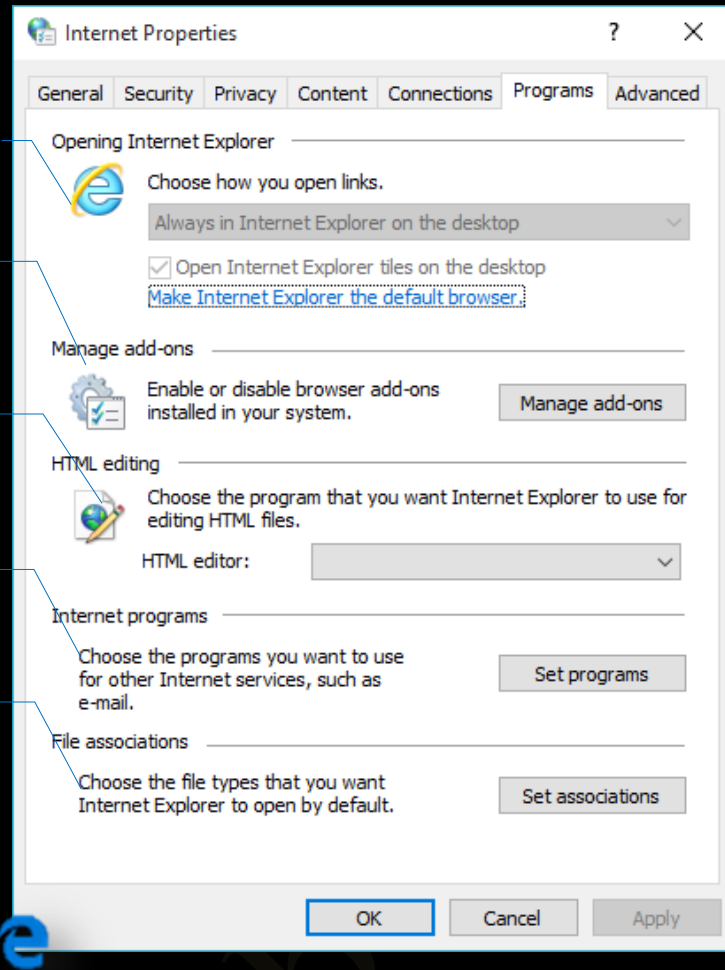 Internet Properties
General Security Privacy Content Connections Programs Advanced
Opening Internet Explorer
Choose how you open links.
Always in Internet Explorer on the desktop
Open Internet Explorer tiles on the desktop
Make Internet Explorer the default browser.
Manage add-ons
Enable or disable browser add-ons
installed in your system.
Manage add-ons
HTML editing
Choose the program that you want Internet Explorer to use for
editing HTML files.
HTML editor:
Internet programs
Choose the programs you want to use
for other Internet services, such as
e-mail.
Set programs
File associations
Choose the file types that you want
Internet Explorer to open by default.
Set associations
OK Cancel Apply